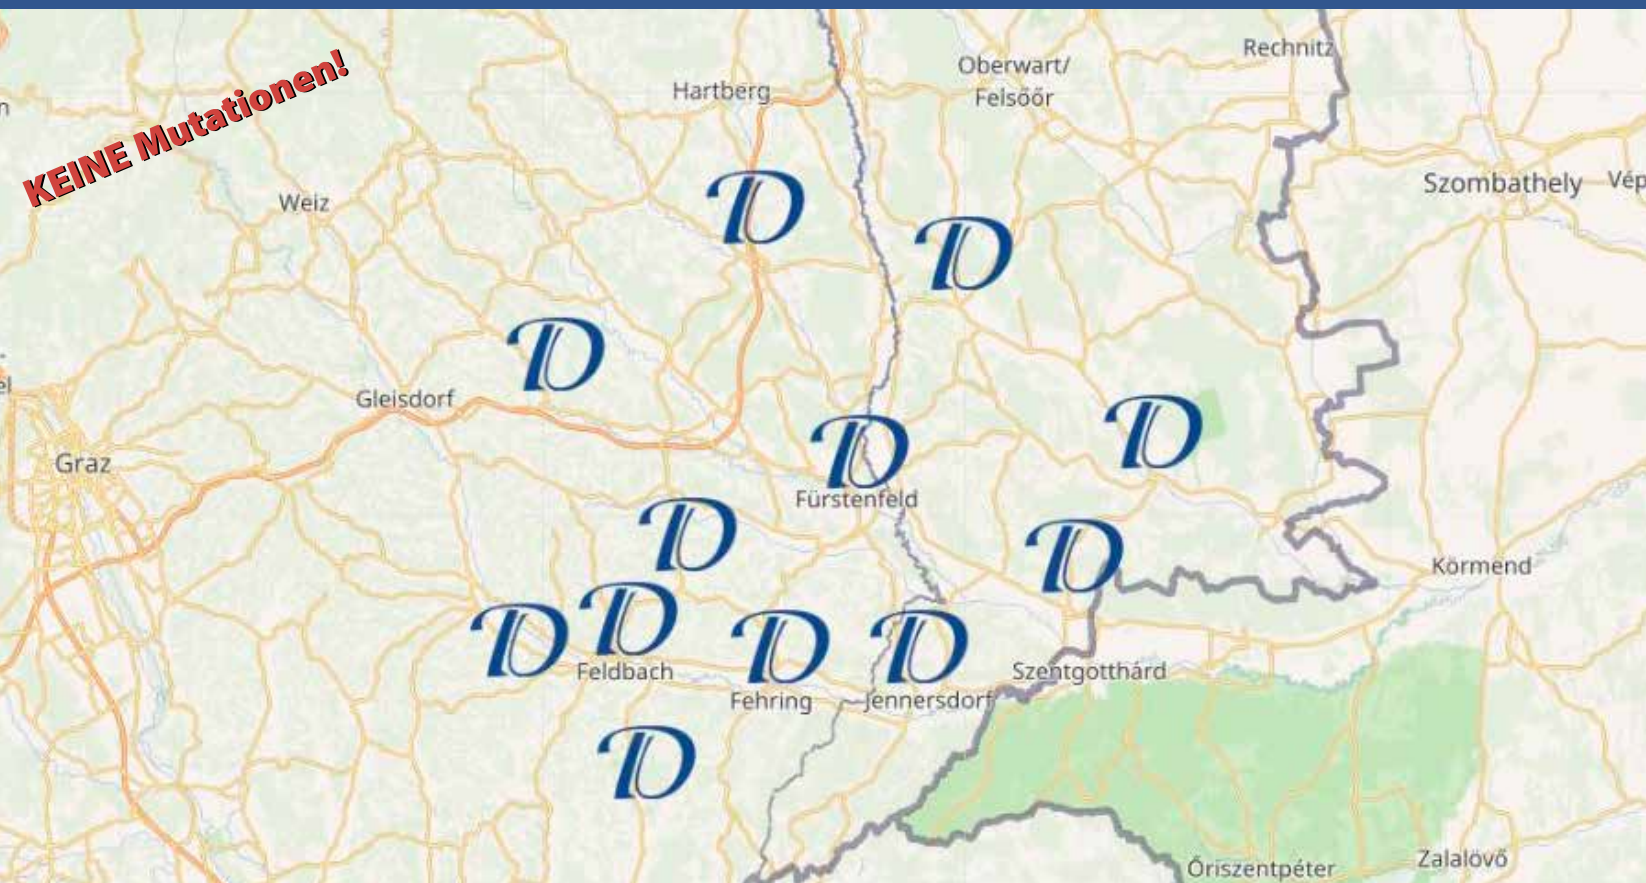 KEINE Mutationen!
Rechnitz
Oberwart/
Felsőőr
Hartberg
Szombathely
Vép
Weiz
D
D
D
Gleisdorf
D
D
Graz
Fürstenfeld
D
D
Körmend
D
D
D
D
Feldbach
Szentgotthárd
Fehring
Jennersdorf
D
Őriszentpéter
Zalalövő